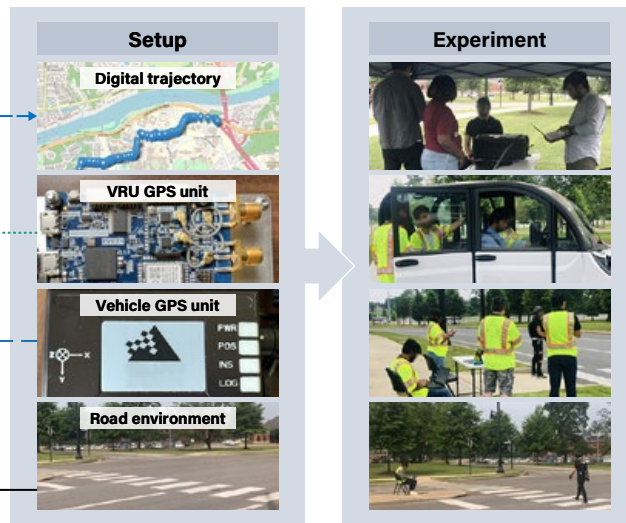 Setup
Experiment
Digital trajectory
VRU GPS unit
Vehicle GPS unit
PWR
POS
INS
LOG
Z
X
Y
Road environment